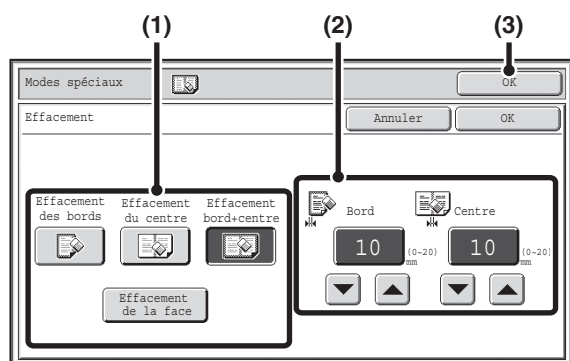 (1) (2) (3)
Modes spéciaux OK
Effacement Annuler OK
Effacement des bords
Effacement du centre
Effacement bord+centre
Effacement de la face
Bord
10 (0~20) mm
Centre
10 (0~20) mm